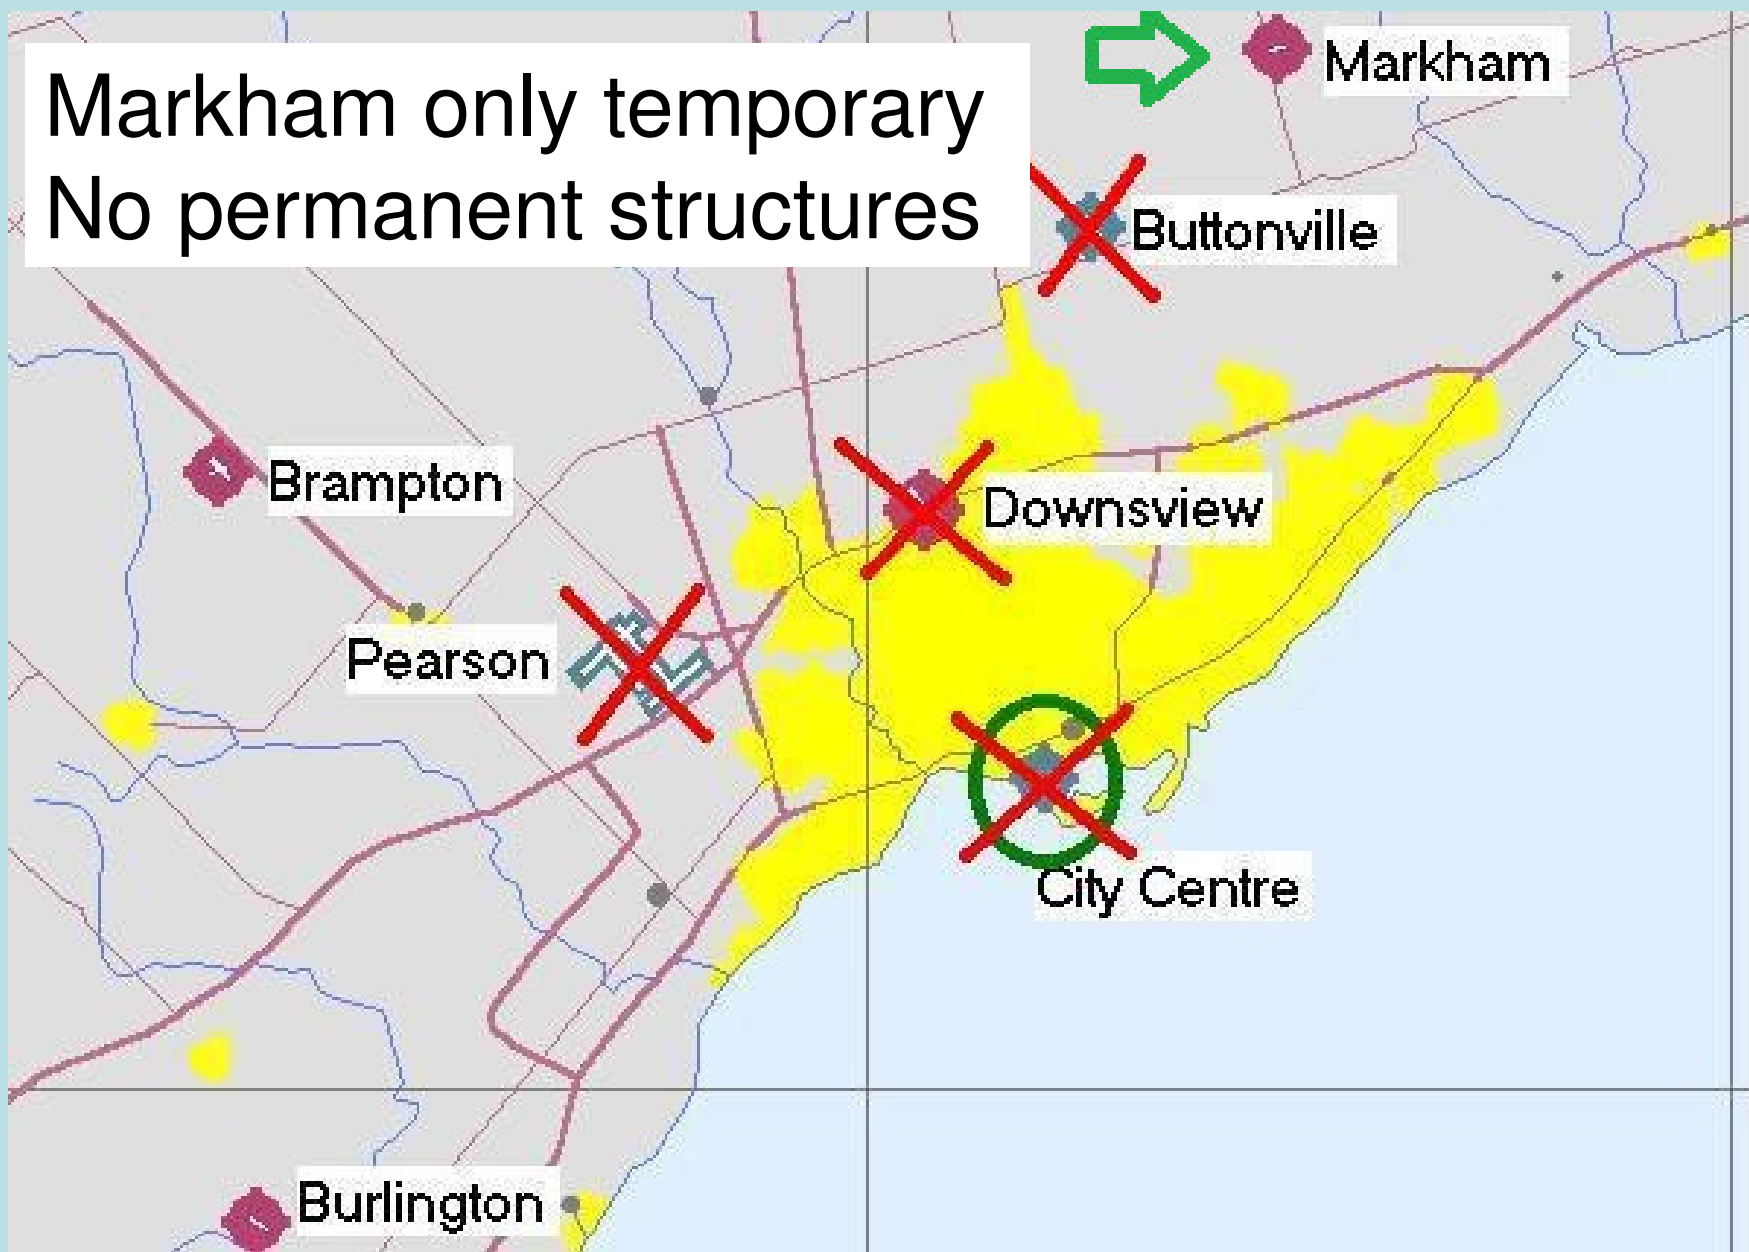 Markham only temporary
No permanent structures
Markham
Buttonville
Brampton
Downsview
Pearson
City Centre
Burlington